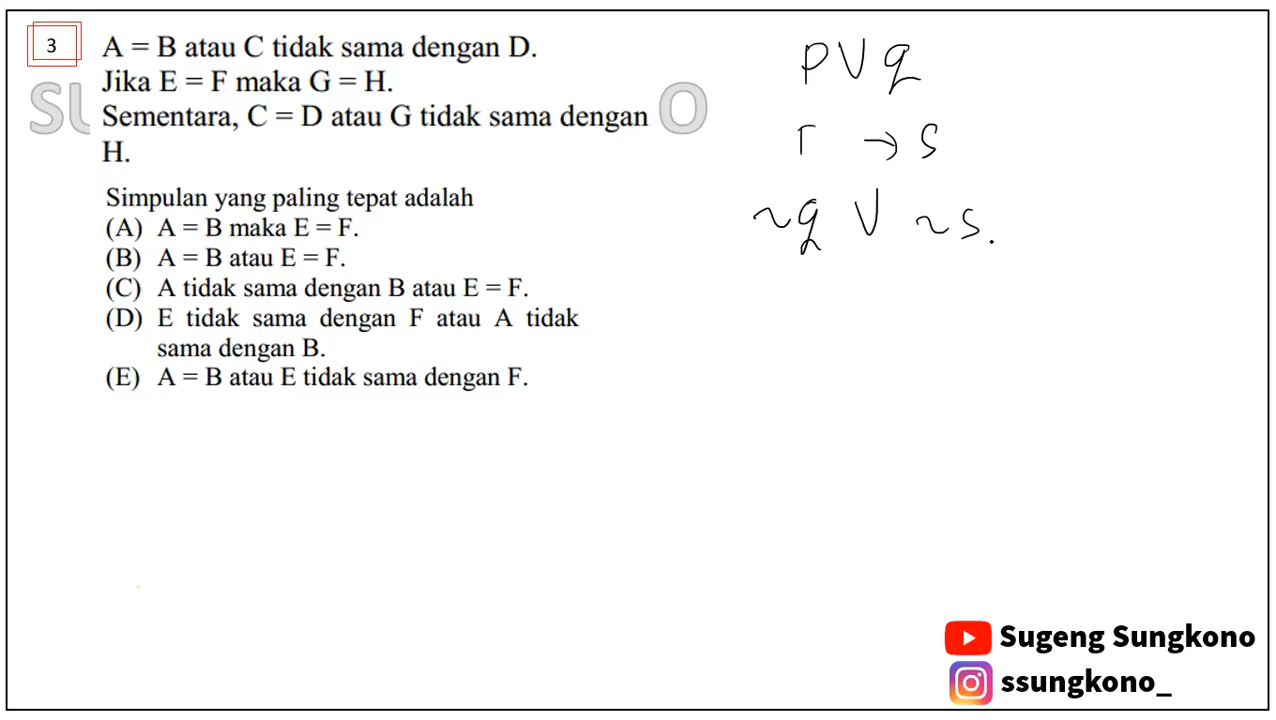 3
A = B atau C tidak sama dengan D.
Jika E = F maka G = H.
Sementara, C = D atau G tidak sama dengan
H.
SU
O
Simpulan yang paling tepat adalah
(A) A = B maka E = F.
(B) A = B atau E = F.
(C) A tidak sama dengan B atau E = F.
(D) E tidak sama dengan F atau A tidak
sama dengan B.
(E) A = B atau E tidak sama dengan F.
p V q
r → s
~q V ~s.
Sugeng Sungkono
ssungkono_